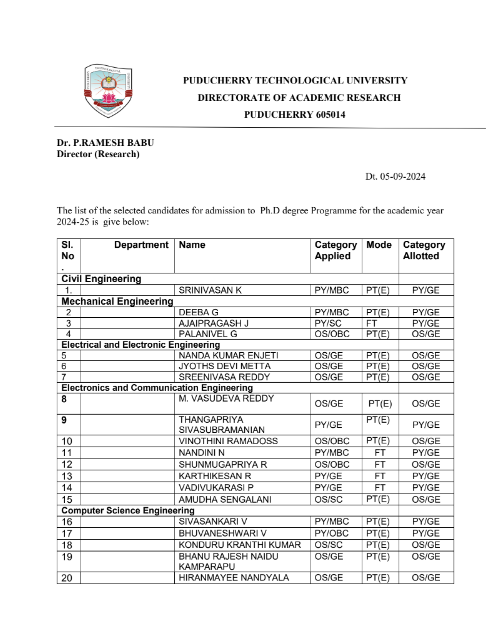 PUDUCHERRY TECHNOLOGICAL UNIVERSITY
DIRECTORATE OF ACADEMIC RESEARCH
PUDUCHERRY 605014
Dr. P.RAMESH BABU
Director (Research)
Dt. 05-09-2024
The list of the selected candidates for admission to Ph.D degree Programme for the academic year
2024-25 is give below:
Sl. Department Name Category Mode Category
No Applied Allotted
.
Civil Engineering
1. SRINIVASAN K PY/MBC PT(E) PY/GE
Mechanical Engineering
2 DEEBA G PY/MBC PT(E) PY/GE
3 AJAIPRAGASH J PY/SC FT PY/GE
4 PALANIVEL G OS/OBC PT(E) OS/GE
Electrical and Electronic Engineering
5 NANDA KUMAR ENJETI OS/GE PT(E) OS/GE
6 JYOTHS DEVI METTA OS/GE PT(E) OS/GE
7 SREENIVASA REDDY OS/GE PT(E) OS/GE
Electronics and Communication Engineering
8 M. VASUDEVA REDDY OS/GE PT(E) OS/GE
9 THANGAPRIYA PY/GE PT(E) PY/GE
SIVASUBRAMANIAN
10 VINOTHINI RAMADOSS OS/OBC PT(E) OS/GE
11 NANDINI N PY/MBC FT PY/GE
12 SHUNMUGAPRIYA R OS/OBC FT OS/GE
13 KARTHIKESAN R PY/GE FT PY/GE
14 VADIVUKARASI P PY/GE FT PY/GE
15 AMUDHA SENGALANI OS/SC PT(E) OS/GE
Computer Science Engineering
16 SIVASANKARI V PY/MBC PT(E) PY/GE
17 BHUVANESHWARI V PY/OBC PT(E) PY/GE
18 KONDURU KRANTHI KUMAR OS/SC PT(E) OS/GE
19 BHANU RAJESH NAIDU OS/GE PT(E) OS/GE
KAMPARAPU
20 HIRANMAYEE NANDYALA OS/GE PT(E) OS/GE